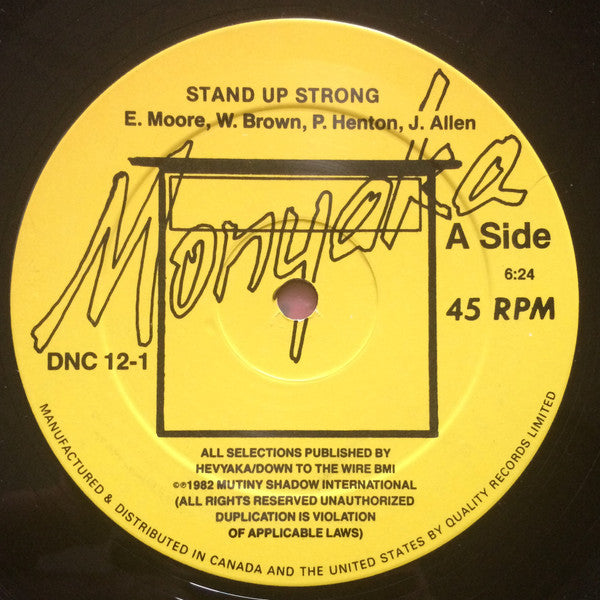 STAND UP STRONG
E. Moore, W. Brown, P. Henton, J. Allen
Monyaka
A Side
6:24
45 RPM
DNC 12-1
ALL SELECTIONS PUBLISHED BY
HEVYAKA/DOWN TO THE WIRE BMI
©℗1982 MUTINY SHADOW INTERNATIONAL
(ALL RIGHTS RESERVED UNAUTHORIZED
DUPLICATION IS VIOLATION
OF APPLICABLE LAWS)
MANUFACTURED & DISTRIBUTED IN CANADA AND THE UNITED STATES BY QUALITY RECORDS LIMITED